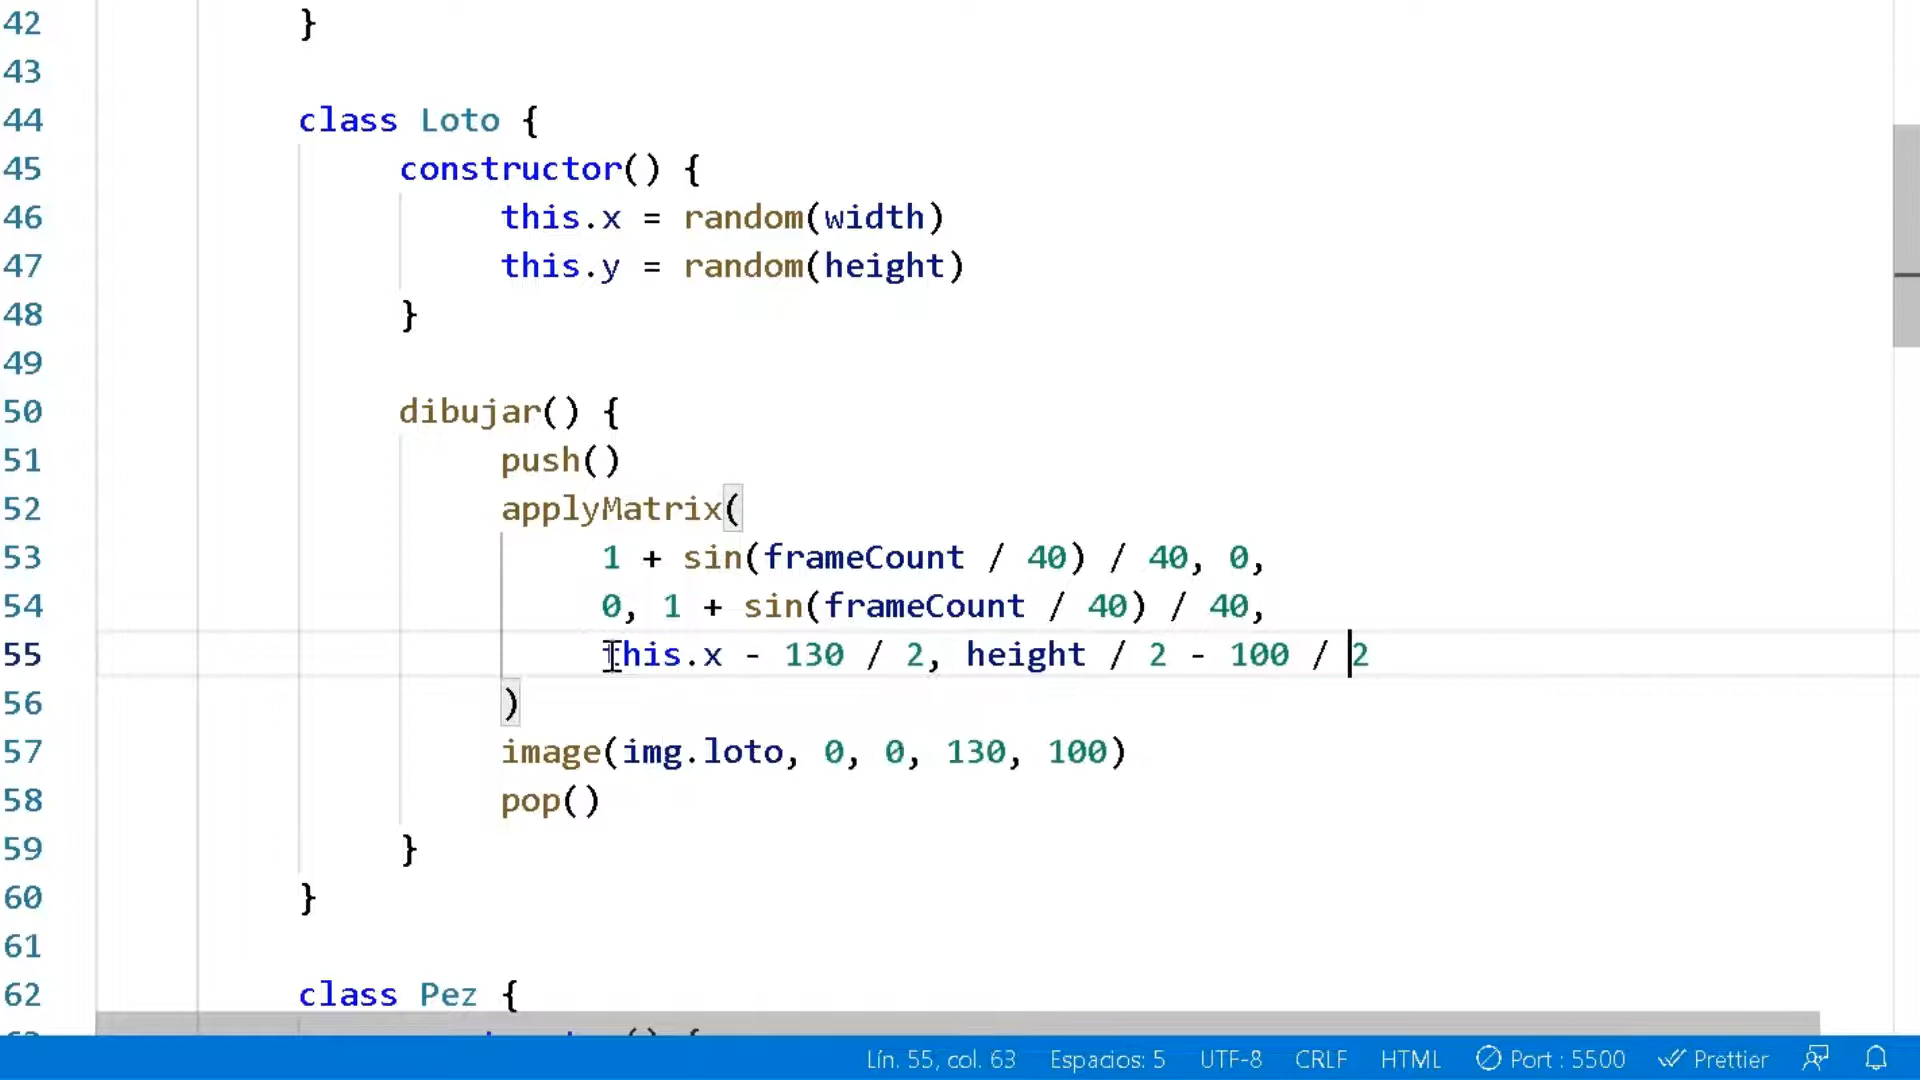 42 }
43
44 class Loto {
45 constructor() {
46 this.x = random(width)
47 this.y = random(height)
48 }
49
50 dibujar() {
51 push()
52 applyMatrix(
53 1 + sin(frameCount / 40) / 40, 0,
54 0, 1 + sin(frameCount / 40) / 40,
55 this.x - 130 / 2, height / 2 - 100 / 2
56 )
57 image(img.loto, 0, 0, 130, 100)
58 pop()
59 }
60 }
61
62 class Pez {
Lín. 55, col. 63 Espacios: 5 UTF-8 CRLF HTML Port : 5500 Prettier